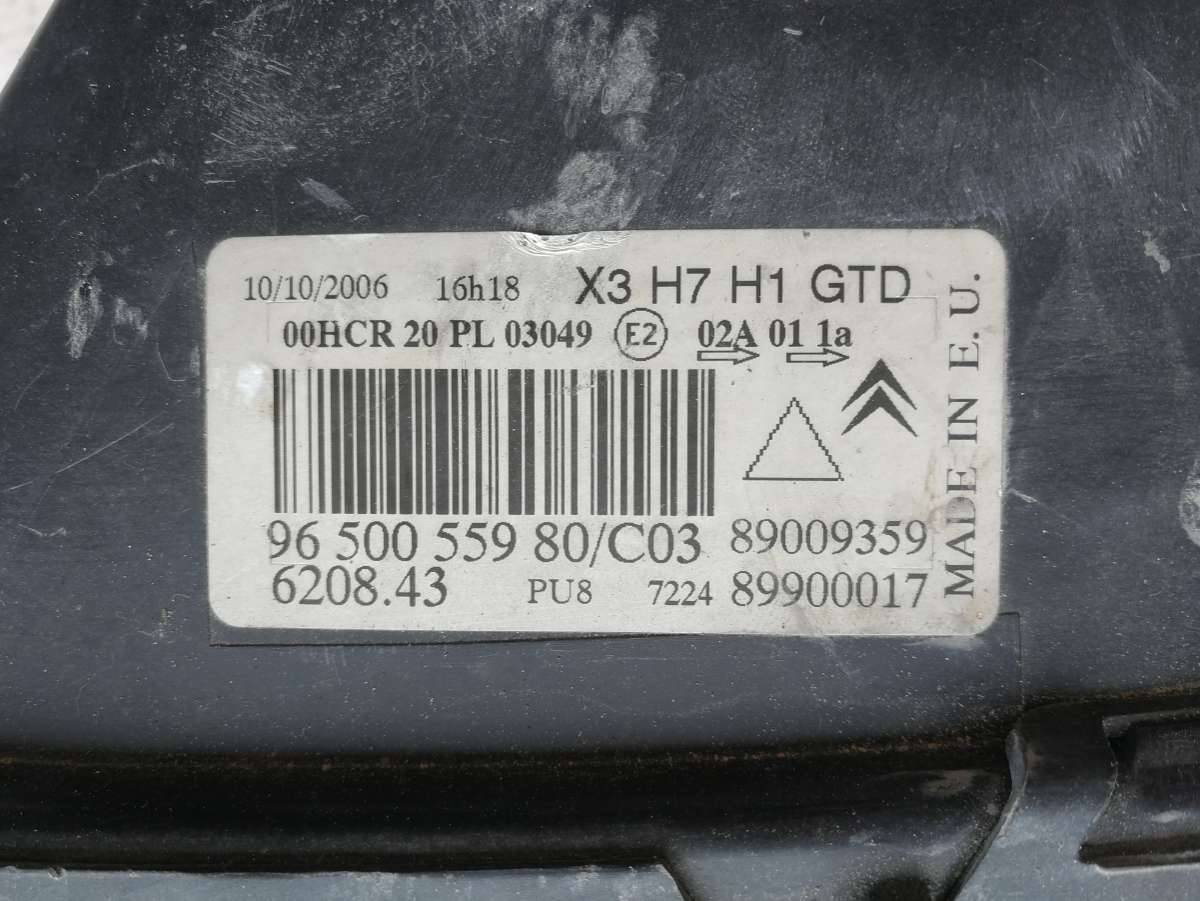 10/10/2006 16h18 X3 H7 H1 GTD
00HCR 20 PL 03049 E2 02A 01 1a
96 500 559 80/C03 89009359
6208.43 PU8 7224 89900017
MADE IN E. U.